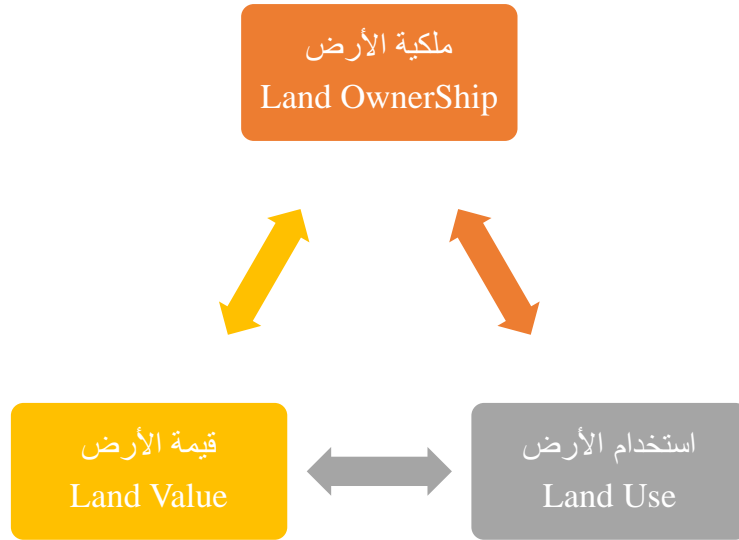 ملكية الأرض
Land OwnerShip
قيمة الأرض
Land Value
استخدام الأرض
Land Use